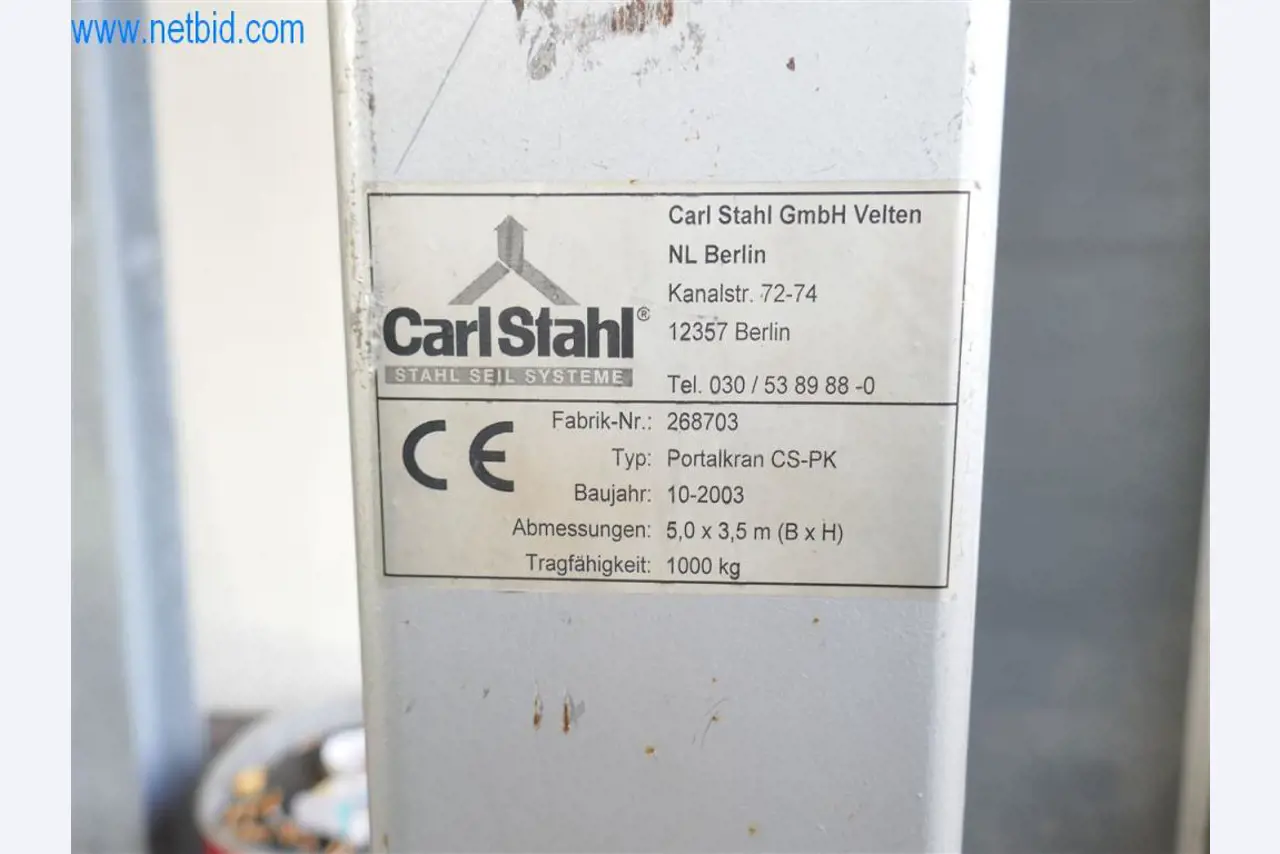 www.netbid.com
Carl Stahl®
STAHL SEIL SYSTEME
Carl Stahl GmbH Velten
NL Berlin
Kanalstr. 72-74
12357 Berlin
Tel. 030 / 53 89 88 -0
CE
Fabrik-Nr.: 268703
Typ: Portalkran CS-PK
Baujahr: 10-2003
Abmessungen: 5,0 x 3,5 m (B x H)
Tragfähigkeit: 1000 kg